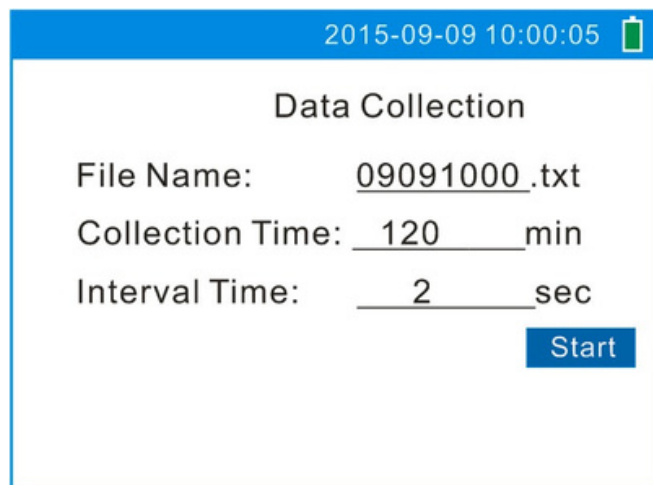 2015-09-09 10:00:05
Data Collection
File Name: 09091000.txt
Collection Time: 120 min
Interval Time: 2 sec
Start